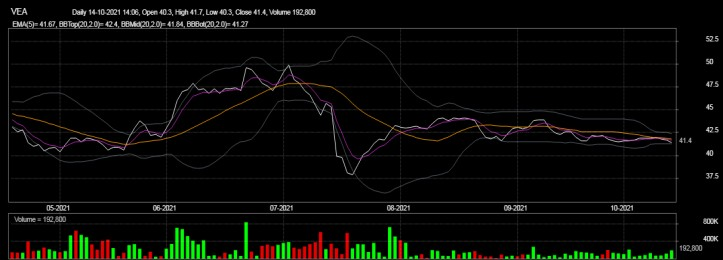 VEA Daily 14-10-2021 14:06, Open 40.3, High 41.7, Low 40.3, Close 41.4, Volume 192,800
EMA(5)= 41.67, BBTop(20,2.0)= 42.4, BBMid(20,2.0)= 41.84, BBBot(20,2.0)= 41.27
52.5
50
47.5
45
42.5
41.4
40
37.5
05-2021 06-2021 07-2021 08-2021 09-2021 10-2021
Volume = 192,800
800K
400K
192,800